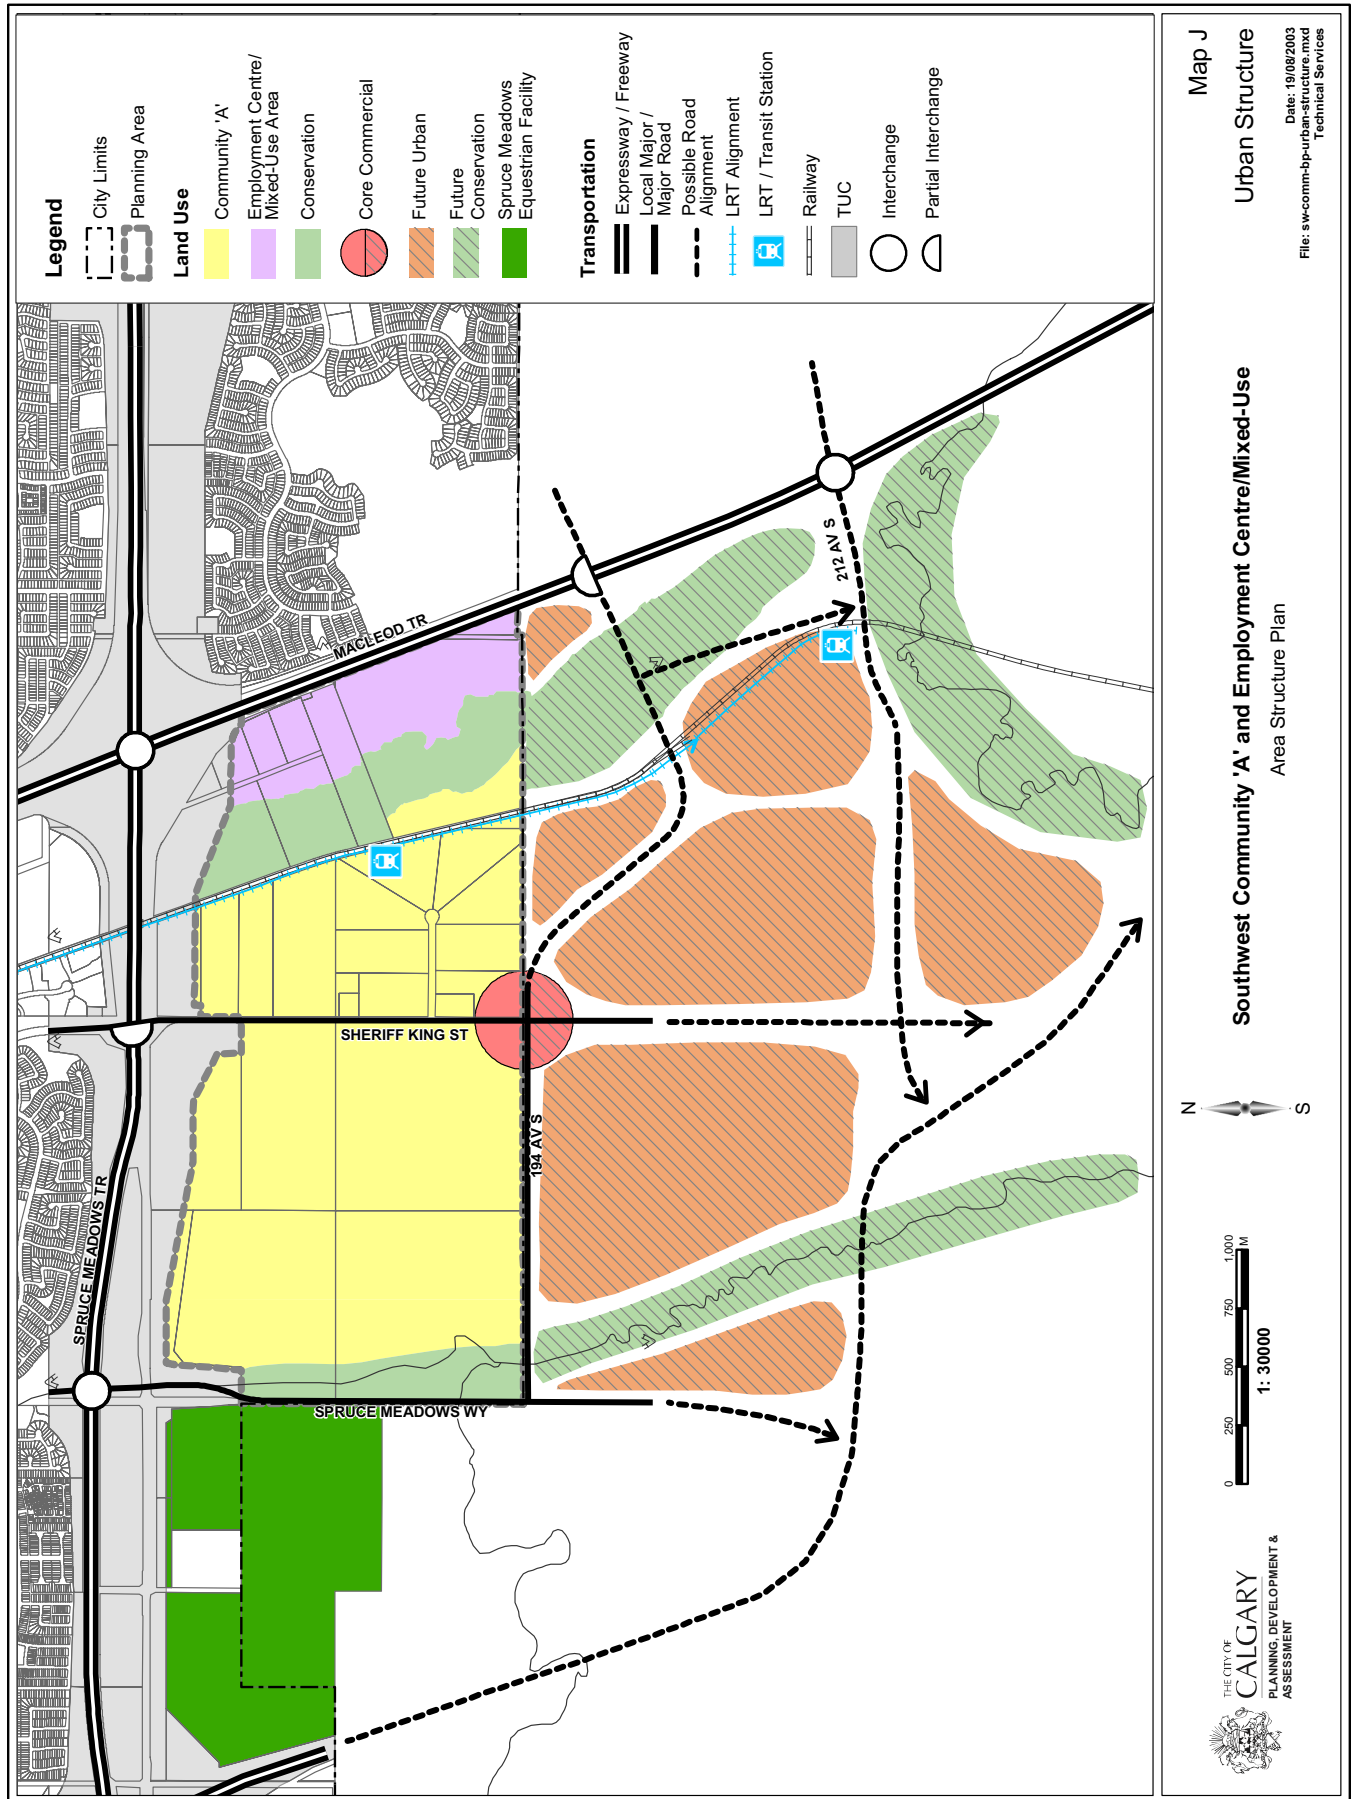 Legend
City Limits
Planning Area
Land Use
Community 'A'
Employment Centre/
Mixed-Use Area
Conservation
Core Commercial
Future Urban
Future
Conservation
Spruce Meadows
Equestrian Facility
Transportation
Expressway / Freeway
Local Major /
Major Road
Possible Road
Alignment
LRT Alignment
LRT / Transit Station
Railway
TUC
Interchange
Partial Interchange
MACLEOD TR
212 AV S
SHERIFF KING ST
194 AV S
SPRUCE MEADOWS TR
SPRUCE MEADOWS WY
Map J
Urban Structure
Date: 19/08/2003
File: sw-comm-bp-urban-structure.mxd
Technical Services
Southwest Community 'A' and Employment Centre/Mixed-Use
Area Structure Plan
N
S
0 250 500 750 1,000
M
1: 30000
THE CITY OF
CALGARY
PLANNING, DEVELOPMENT &
ASSESSMENT